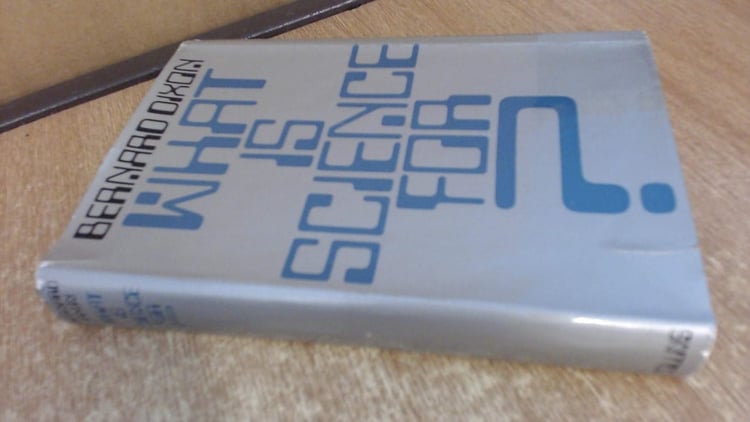 BERNARD DIXON
WHAT
IS
SCIENCE
FOR
?